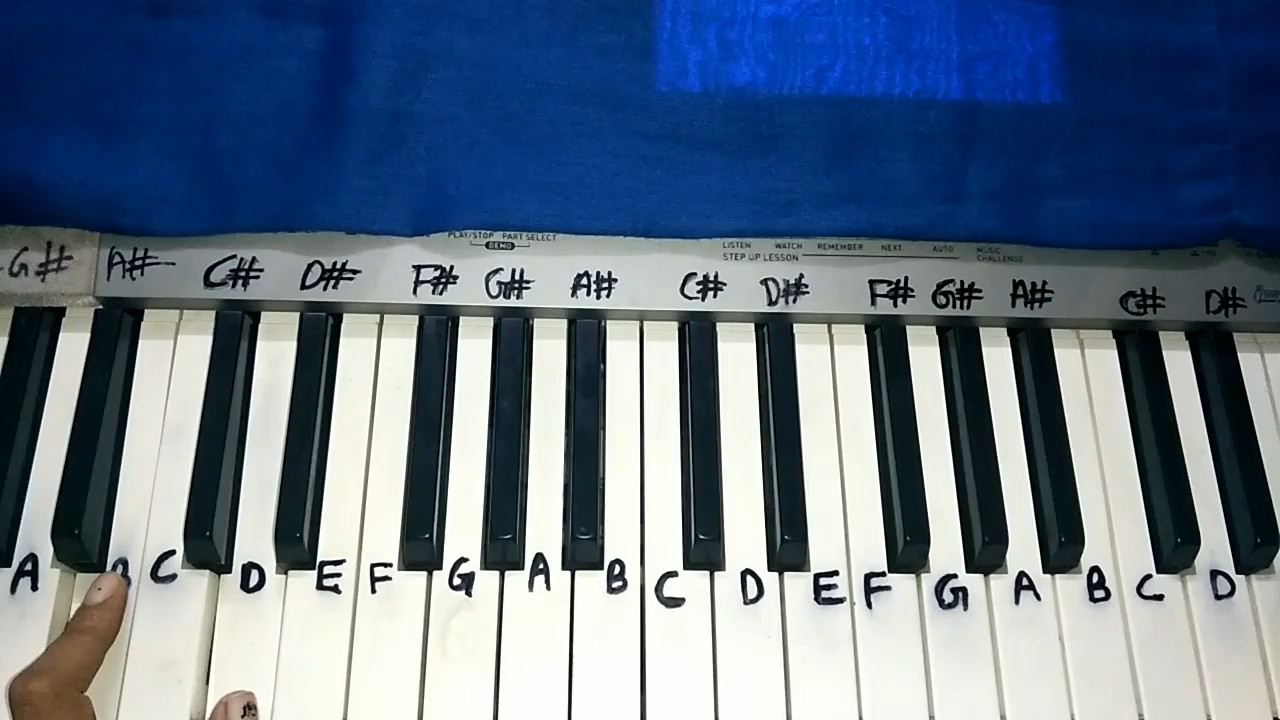 PLAY/STOP PART SELECT
DEMO
LISTEN WATCH REMEMBER NEXT AUTO MUSIC CHALLENGE
STEP UP LESSON
G# A# C# D# F# G# A# C# D# F# G# A# C# D#
A B C D E F G A B C D E F G A B C D